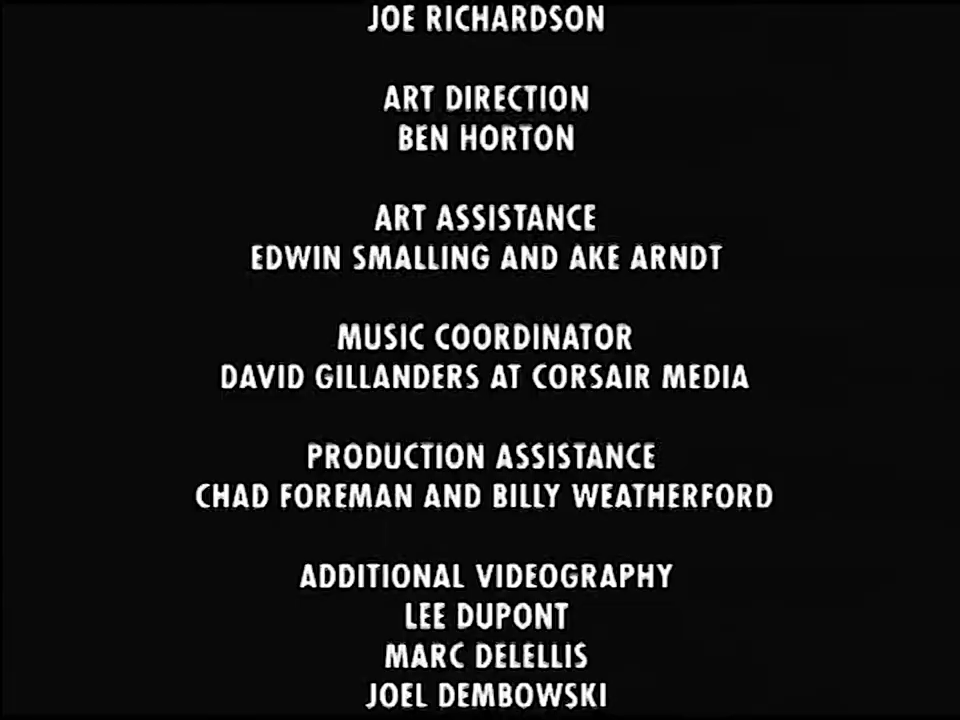 JOE RICHARDSON
ART DIRECTION
BEN HORTON
ART ASSISTANCE
EDWIN SMALLING AND AKE ARNDT
MUSIC COORDINATOR
DAVID GILLANDERS AT CORSAIR MEDIA
PRODUCTION ASSISTANCE
CHAD FOREMAN AND BILLY WEATHERFORD
ADDITIONAL VIDEOGRAPHY
LEE DUPONT
MARC DELELLIS
JOEL DEMBOWSKI